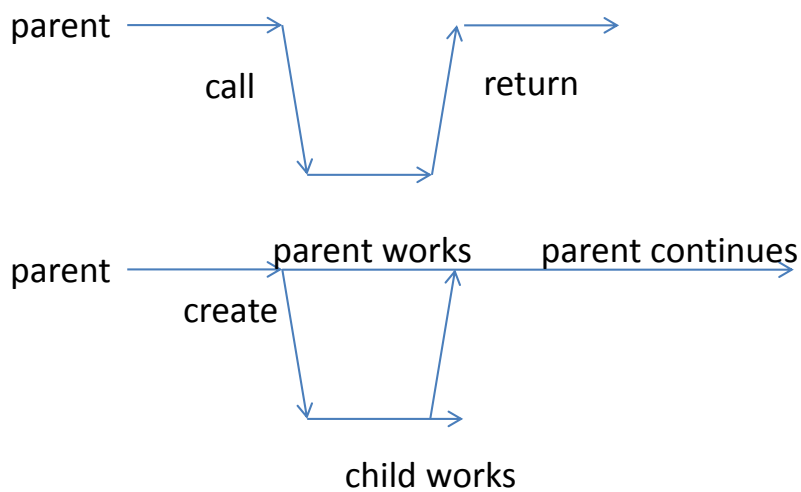 parent
call
return
parent works
parent continues
parent
create
child works